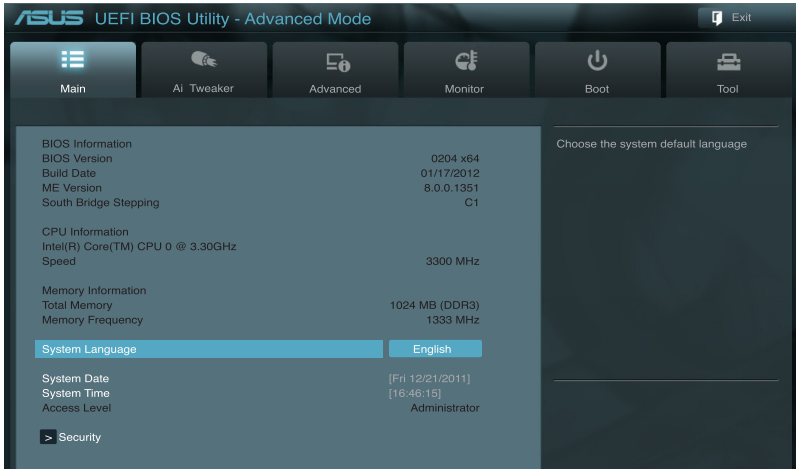 ASUS UEFI BIOS Utility - Advanced Mode
Exit
Main
Ai Tweaker
Advanced
Monitor
Boot
Tool
BIOS Information
BIOS Version 0204 x64
Build Date 01/17/2012
ME Version 8.0.0.1351
South Bridge Stepping C1
CPU Information
Intel(R) Core(TM) CPU 0 @ 3.30GHz
Speed 3300 MHz
Memory Information
Total Memory 1024 MB (DDR3)
Memory Frequency 1333 MHz
System Language English
System Date [Fri 12/21/2011]
System Time [16:46:15]
Access Level Administrator
> Security
Choose the system default language